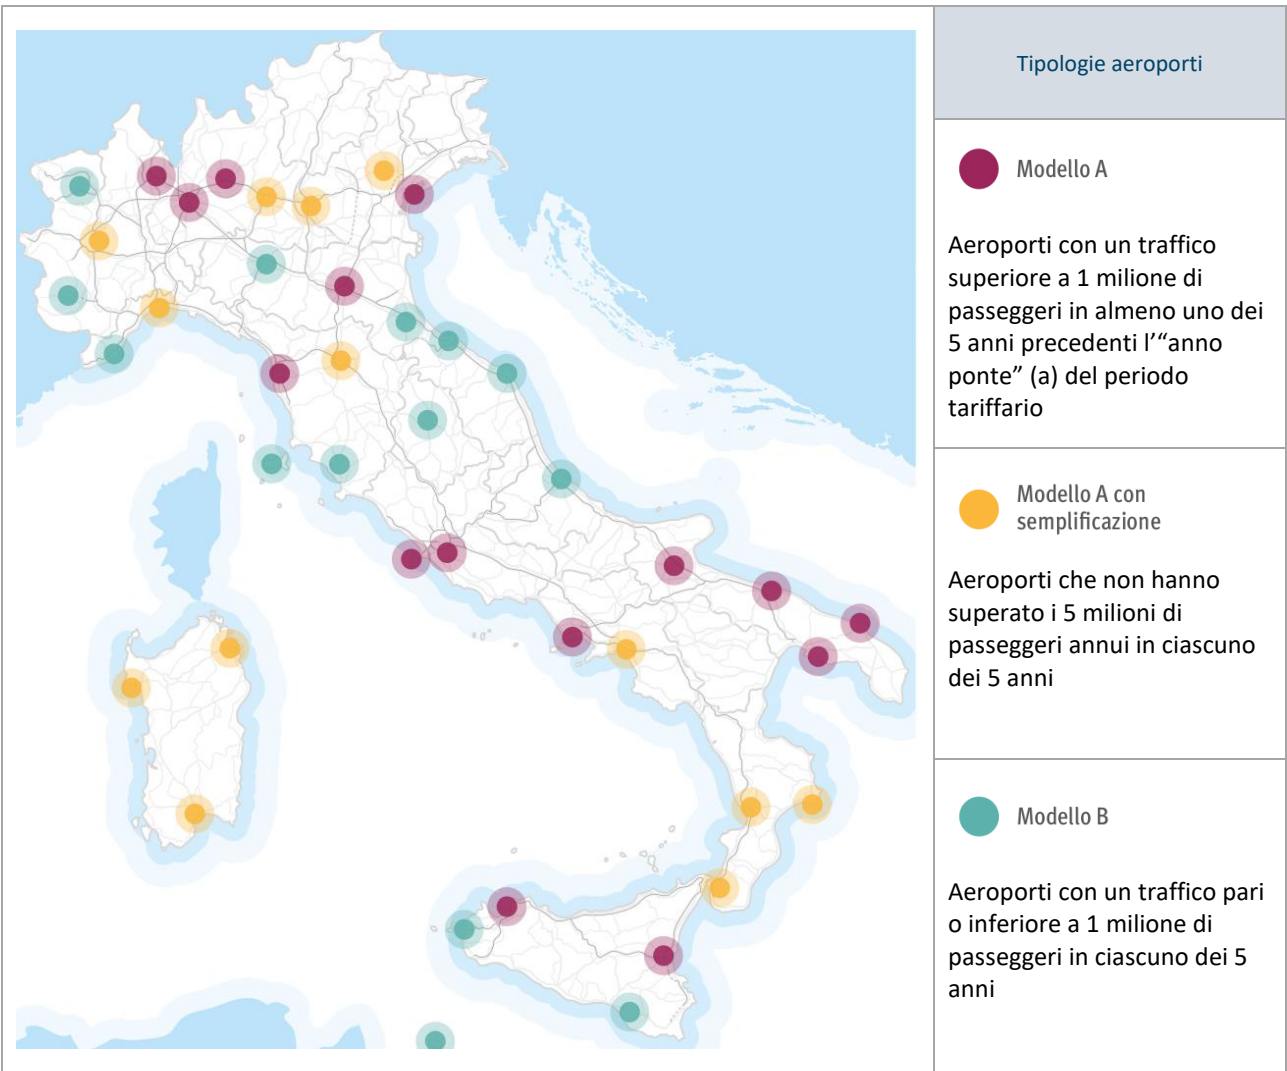 Tipologie aeroporti
Modello A
Aeroporti con un traffico
superiore a 1 milione di
passeggeri in almeno uno dei
5 anni precedenti l’“anno
ponte” (a) del periodo
tariffario
Modello A con
semplificazione
Aeroporti che non hanno
superato i 5 milioni di
passeggeri annui in ciascuno
dei 5 anni
Modello B
Aeroporti con un traffico pari
o inferiore a 1 milione di
passeggeri in ciascuno dei 5
anni